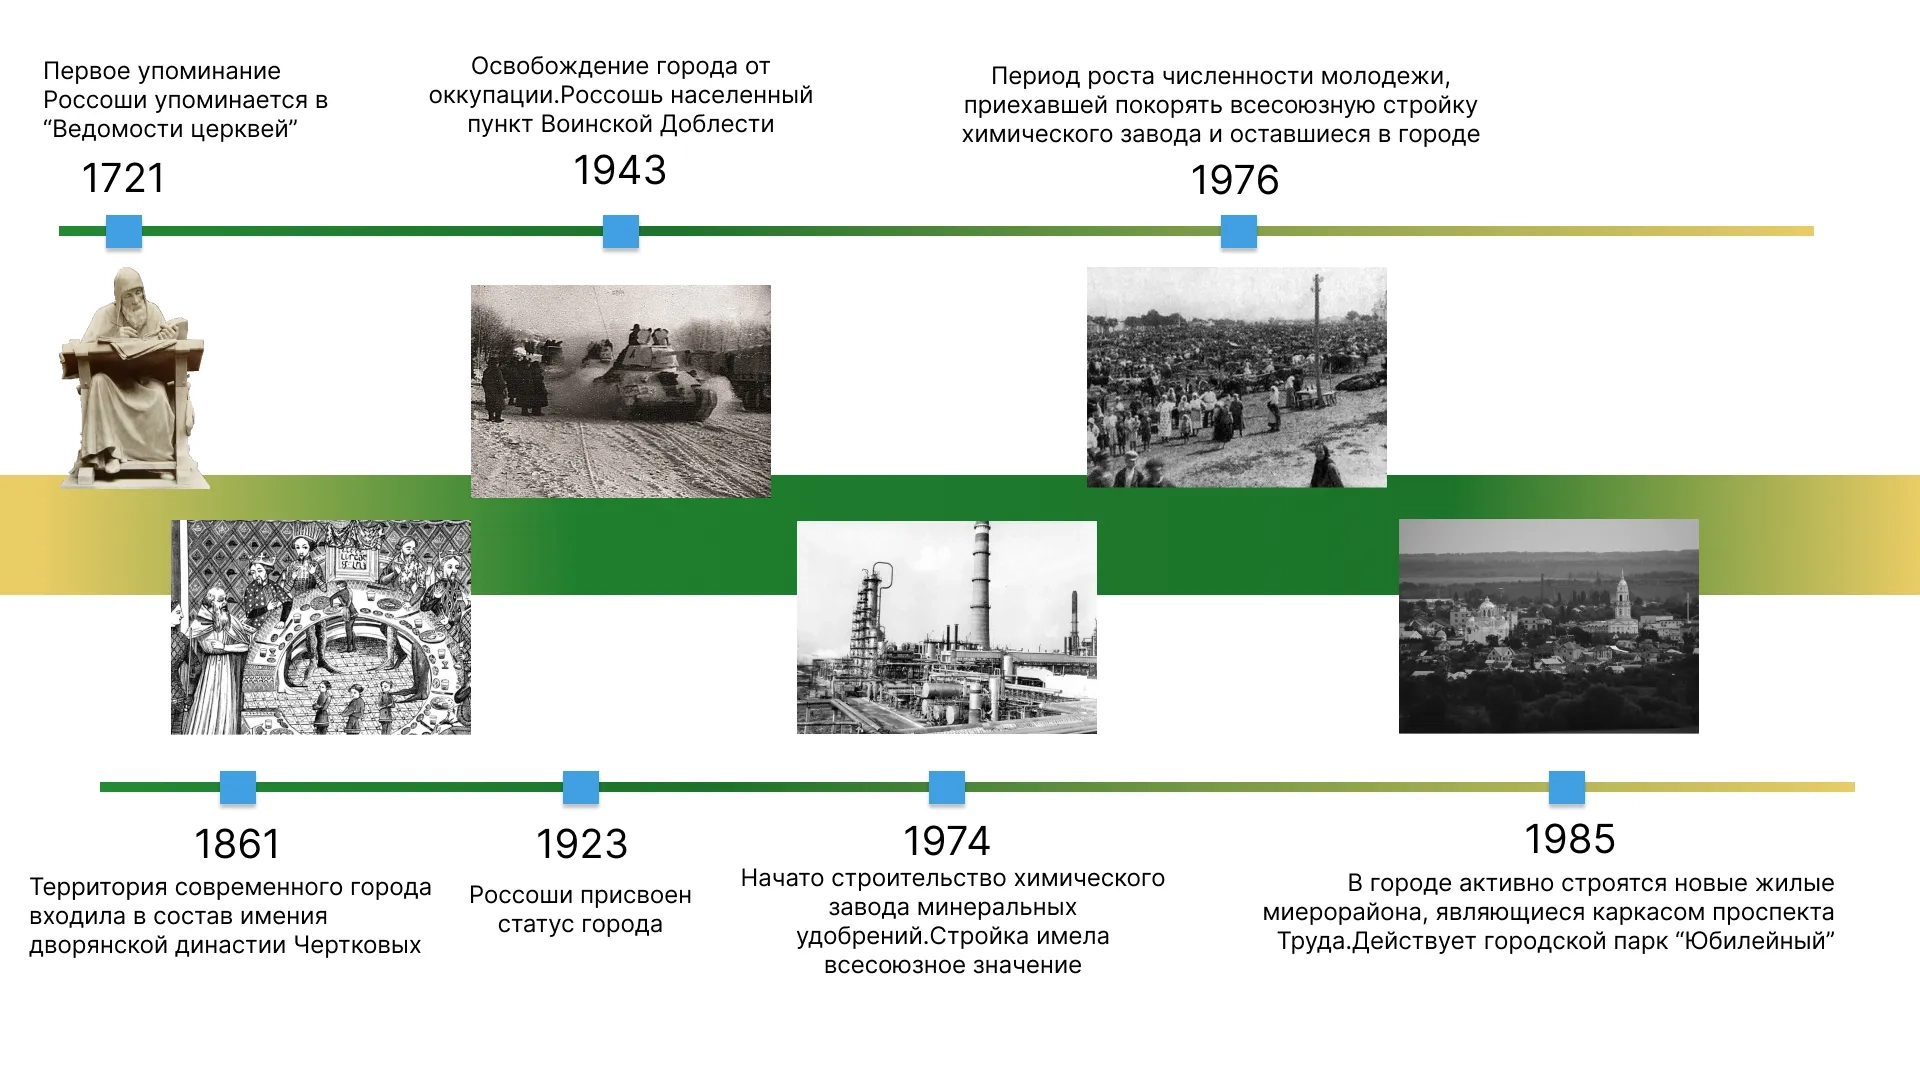 Первое упоминание
Россоши упоминается в
“Ведомости церквей”
1721
Освобождение города от
оккупации.Россошь населенный
пункт Воинской Доблести
1943
Период роста численности молодежи,
приехавшей покорять всесоюзную стройку
химического завода и оставшиеся в городе
1976
1861
Территория современного города
входила в состав имения
дворянской династии Чертковых
1923
Россоши присвоен
статус города
1974
Начато строительство химического
завода минеральных
удобрений.Стройка имела
всесоюзное значение
1985
В городе активно строятся новые жилые
миерорайона, являющиеся каркасом проспекта
Труда.Действует городской парк “Юбилейный”